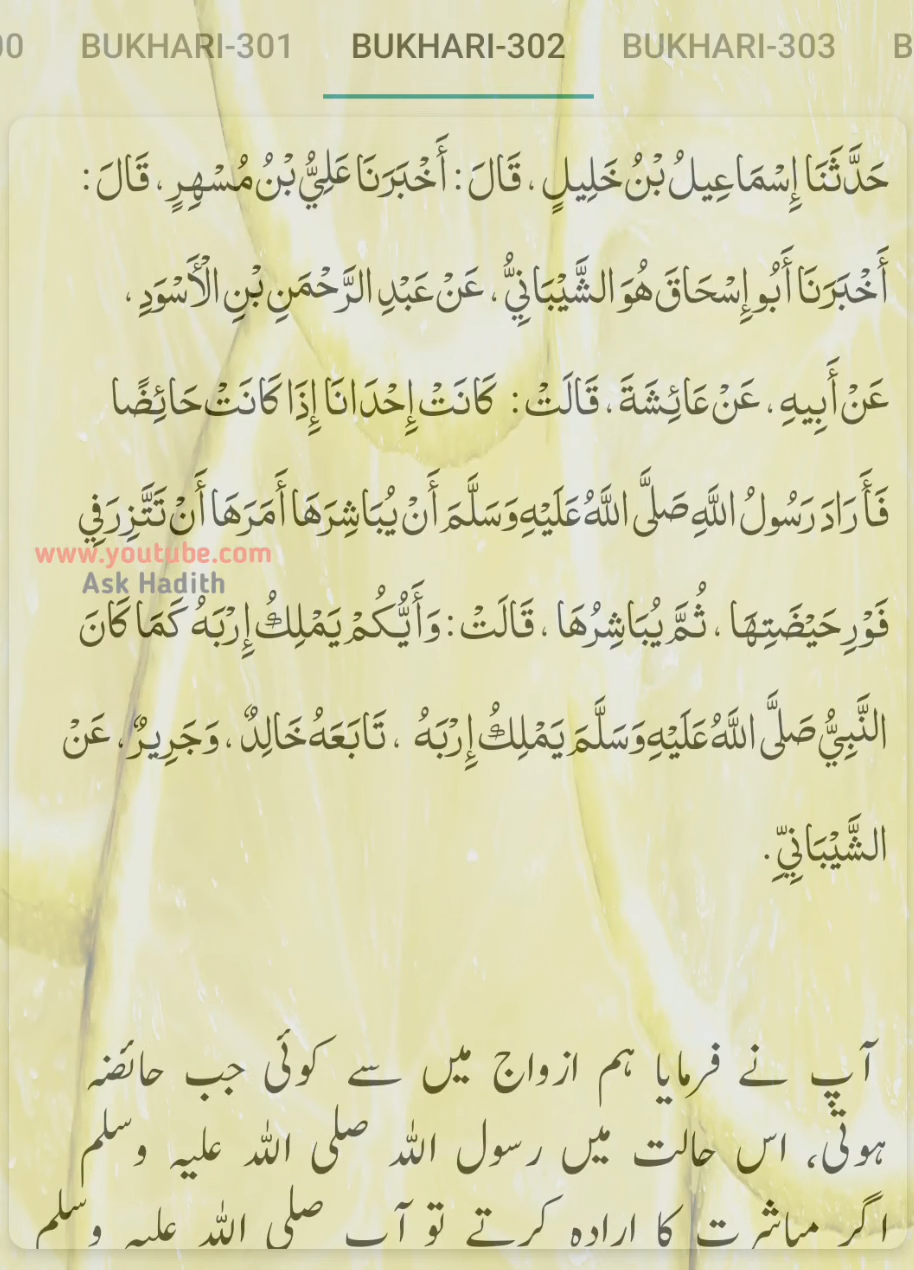 00 BUKHARI-301 BUKHARI-302 BUKHARI-303 B
حَدَّثَنَا إِسْمَاعِيلُ بْنُ خَلِيلٍ ، قَالَ : أَخْبَرَنَا عَلِيُّ بْنُ مُسْهِرٍ ، قَالَ :
أَخْبَرَنَا أَبُو إِسْحَاقَ هُوَ الشَّيْبَانِيُّ ، عَنْ عَبْدِ الرَّحْمَنِ بْنِ الْأَسْوَدِ ،
عَنْ أَبِيهِ ، عَنْ عَائِشَةَ ، قَالَتْ : كَانَتْ إِحْدَانَا إِذَا كَانَتْ حَائِضًا
فَأَرَادَ رَسُولُ اللَّهِ صَلَّى اللَّهُ عَلَيْهِ وَسَلَّمَ أَنْ يُبَاشِرَهَا أَمَرَهَا أَنْ تَتَّزِرَ فِي
www.youtube.com
Ask Hadith
فَوْرِ حَيْضَتِهَا ، ثُمَّ يُبَاشِرُهَا ، قَالَتْ : وَأَيُّكُمْ يَمْلِكُ إِرْبَهُ كَمَا كَانَ
النَّبِيُّ صَلَّى اللَّهُ عَلَيْهِ وَسَلَّمَ يَمْلِكُ إِرْبَهُ ، تَابَعَهُ خَالِدٌ ، وَجَرِيرٌ ، عَنْ
الشَّيْبَانِيِّ .
آپ نے فرمایا ہم ازواج میں سے کوئی جب حائضہ
ہوتی، اس حالت میں رسول اللہ صلی اللہ علیہ وسلم
اگر مباشرت کا ارادہ کرتے تو آپ صلی اللہ علیہ وسلم